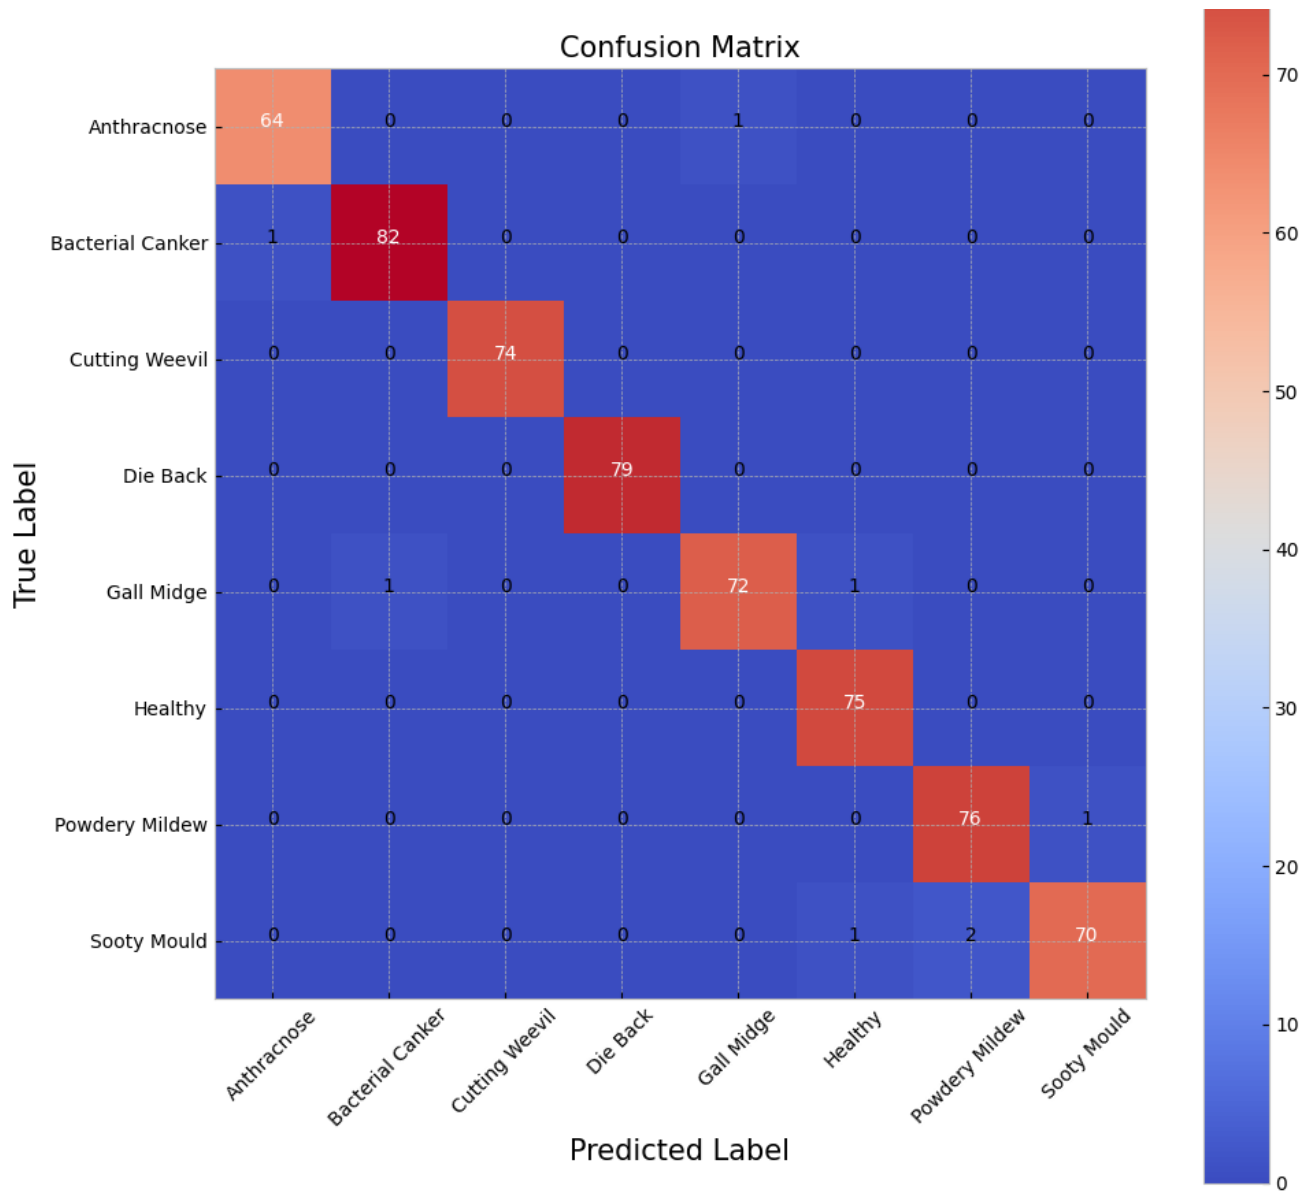 Confusion Matrix
Anthracnose 64 0 0 0 1 0 0 0
Bacterial Canker 1 82 0 0 0 0 0 0
Cutting Weevil 0 0 74 0 0 0 0 0
Die Back 0 0 0 79 0 0 0 0
Gall Midge 0 1 0 0 72 1 0 0
Healthy 0 0 0 0 0 75 0 0
Powdery Mildew 0 0 0 0 0 0 76 1
Sooty Mould 0 0 0 0 0 1 2 70
True Label
Anthracnose Bacterial Canker Cutting Weevil Die Back Gall Midge Healthy Powdery Mildew Sooty Mould
Predicted Label
70
60
50
40
30
20
10
0